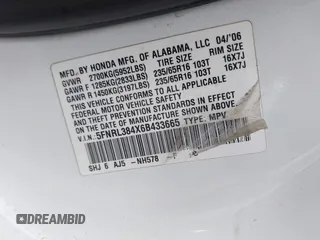 MFD. BY HONDA MFG. OF ALABAMA, LLC 04/'06
GVWR 2700KG(5952LBS) TIRE SIZE RIM SIZE
GAWR F 1285KG(2833LBS) 235/65R16 103T 16X7J
GAWR R 1450KG(3197LBS) 235/65R16 103T 16X7J
THIS VEHICLE CONFORMS TO ALL APPLICABLE
FEDERAL MOTOR VEHICLE SAFETY
STANDARDS IN EFFECT ON THE DATE OF
MANUFACTURE SHOWN ABOVE.
V.I.N.: 5FNRL384X6B433665 TYPE: MPV
SHJ 6 AJ5 - NH578